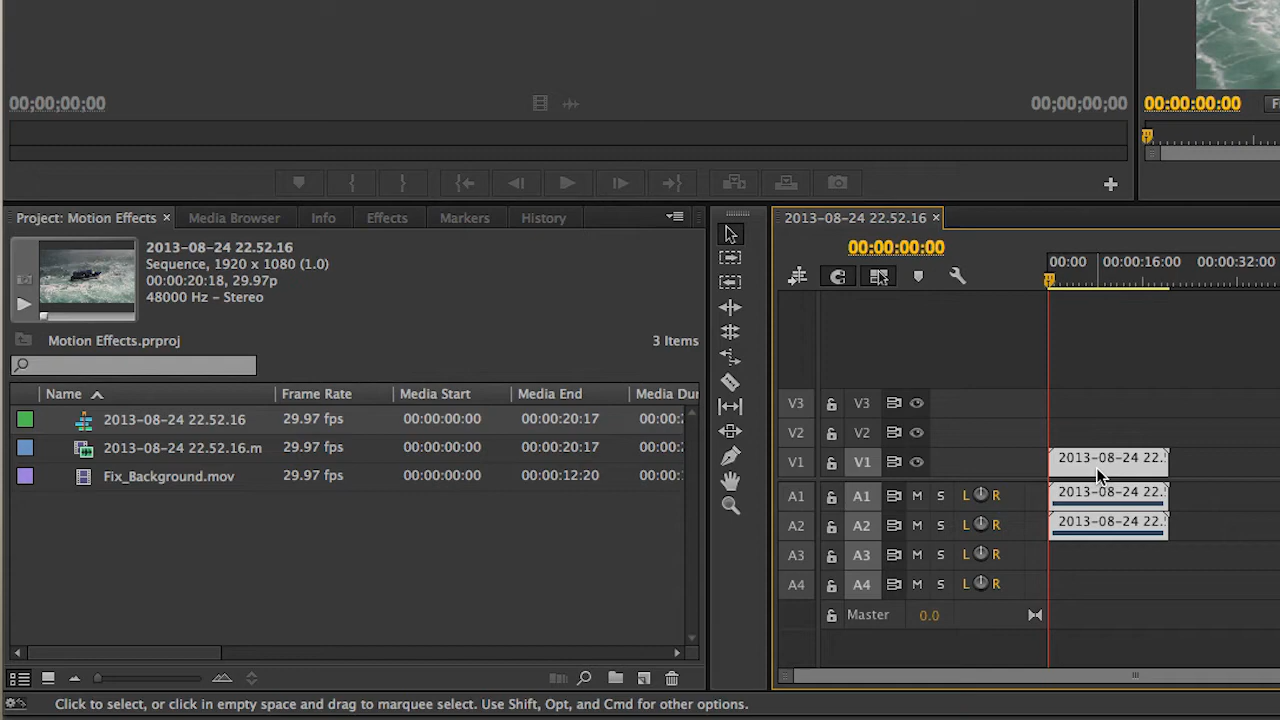 00;00;00;00
00;00;00;00
00:00:00:00
Project: Motion Effects ×
Media Browser
Info
Effects
Markers
History
2013-08-24 22.52.16
Sequence, 1920 x 1080 (1.0)
00:00:20:18, 29.97p
48000 Hz - Stereo
Motion Effects.prproj
3 Items
Name
Frame Rate
Media Start
Media End
Media Dur
2013-08-24 22.52.16
29.97 fps
00:00:00:00
00:00:20:17
00:00:2
2013-08-24 22.52.16.m
29.97 fps
00:00:00:00
00:00:20:17
00:00:2
Fix_Background.mov
29.97 fps
00:00:00:00
00:00:12:20
00:00:
2013-08-24 22.52.16 ×
00:00:00:00
00:00
00:00:16:00
00:00:32:00
V3 V3
V2 V2
V1 V1
2013-08-24 22.
A1 A1 M S L R
2013-08-24 22.
A2 A2 M S L R
2013-08-24 22.
A3 A3 M S L R
A4 A4 M S L R
Master 0.0
Click to select, or click in empty space and drag to marquee select. Use Shift, Opt, and Cmd for other options.